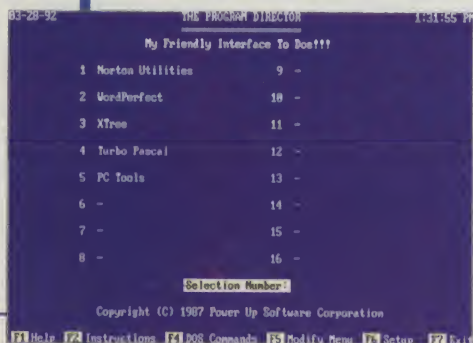 03-28-92 THE PROGRAM DIRECTOR 1:31:55 PM
My Friendly Interface To Dos!!!
1 Norton Utilities 9 -
2 WordPerfect 10 -
3 XTree 11 -
4 Turbo Pascal 12 -
5 PC Tools 13 -
6 - 14 -
7 - 15 -
8 - 16 -
Selection Number:
Copyright (C) 1987 Power Up Software Corporation
F1 Help F2 Instructions F4 DOS Commands F5 Modify Menu F6 Setup F7 Exit